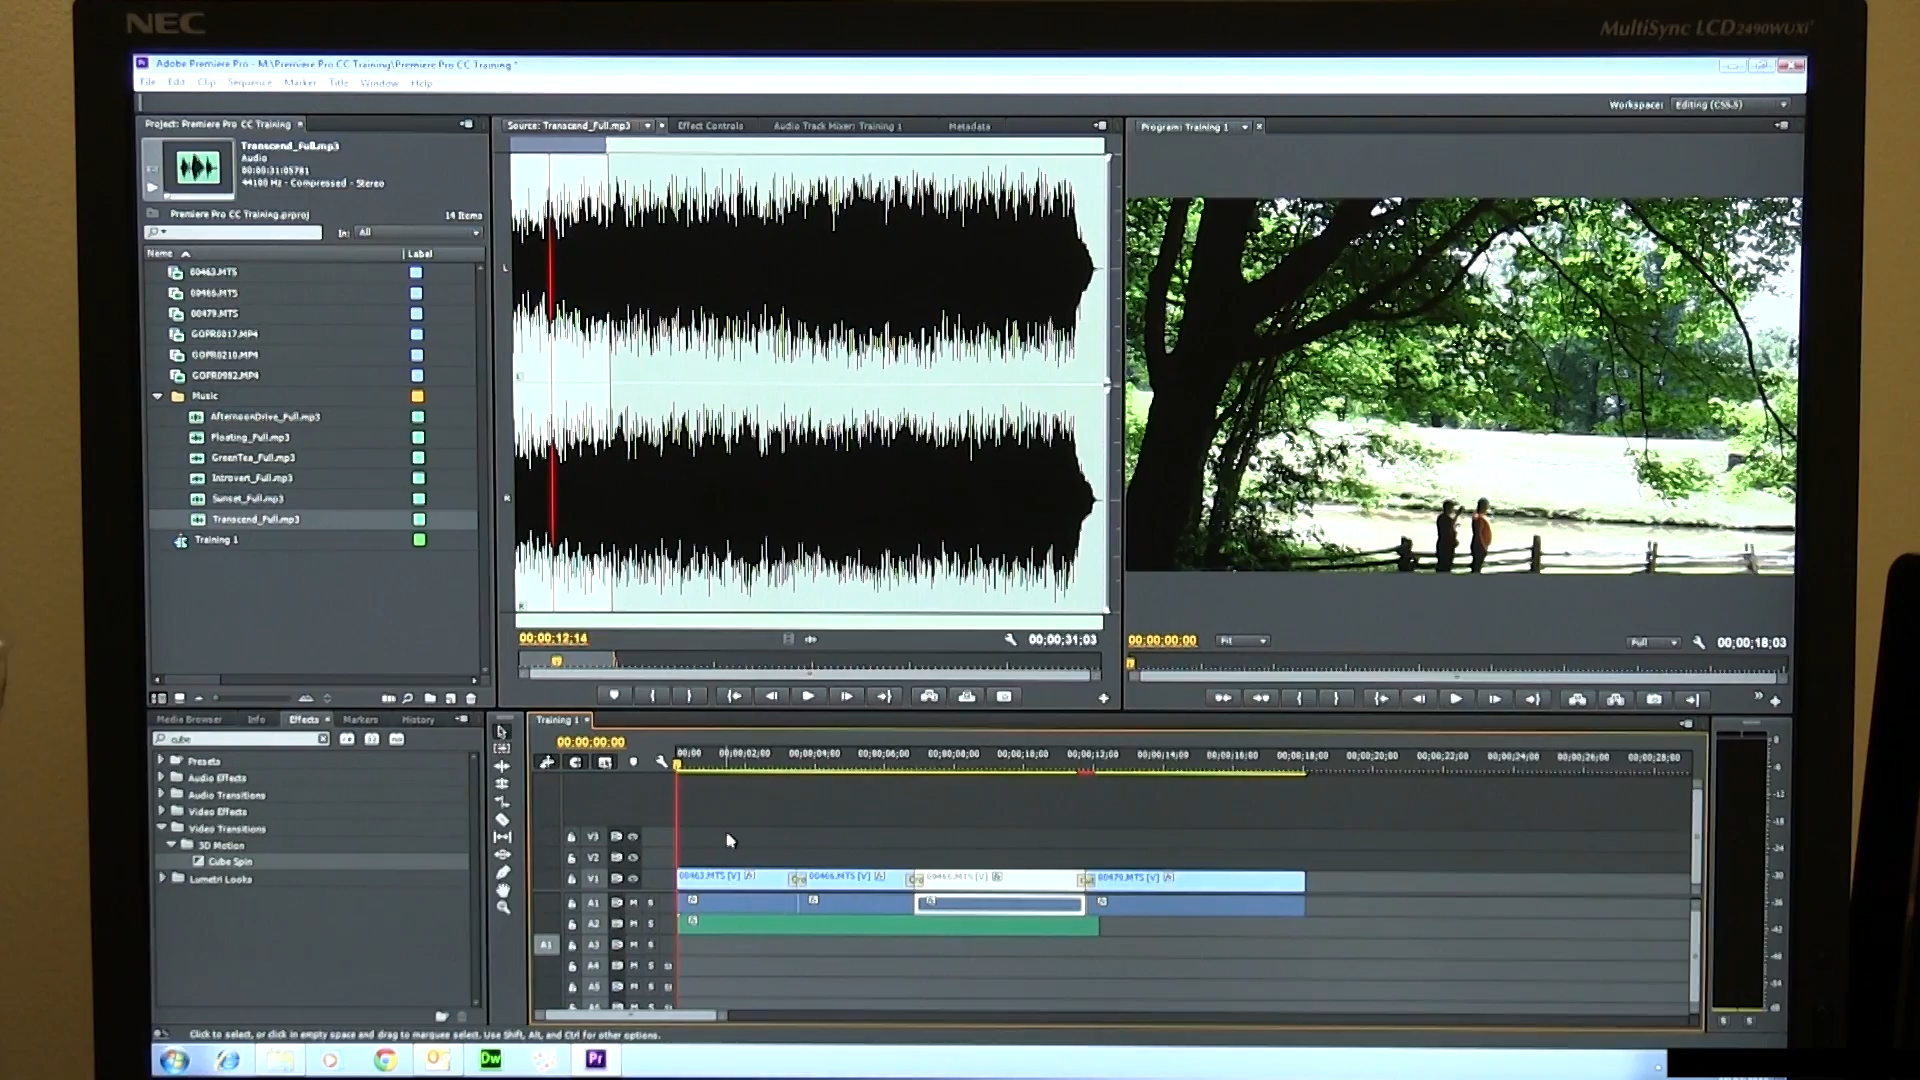 NEC
MultiSync LCD2490WUXi
Adobe Premiere Pro - M:\Premiere Pro CC Training\Premiere Pro CC Training *
File Edit Clip Sequence Marker Title Window Help
Workspace: Editing (CS5.5)
Project: Premiere Pro CC Training
Source: Transcend_Full.mp3
Effect Controls
Audio Track Mixer: Training 1
Metadata
Program: Training 1
Transcend_Full.mp3
Audio
00:00:31:05781
44100 Hz - Compressed - Stereo
Premiere Pro CC Training.prproj
14 Items
In: All
Name
Label
00463.MTS
00466.MTS
00479.MTS
GOPR0017.MP4
GOPR0210.MP4
GOPR0982.MP4
Music
AfternoonDrive_Full.mp3
Floating_Full.mp3
GreenTea_Full.mp3
Introvert_Full.mp3
Sunset_Full.mp3
Transcend_Full.mp3
Training 1
L
R
00;00;12;14
00;00;31;03
00;00;00;00
Fit
Full
00;00;18;03
Media Browser
Info
Effects
Markers
History
cube
Presets
Audio Effects
Audio Transitions
Video Effects
Video Transitions
3D Motion
Cube Spin
Lumetri Looks
Training 1
00;00;00;00
00;00 00;00;02;00 00;00;04;00 00;00;06;00 00;00;08;00 00;00;10;00 00;00;12;00 00;00;14;00 00;00;16;00 00;00;18;00 00;00;20;00 00;00;22;00 00;00;24;00 00;00;26;00 00;00;28;00
V3
V2
V1
00463.MTS [V]
00466.MTS [V]
00466.MTS [V]
00479.MTS [V]
A1 M S
A2 M S
A1 A3 M S
A4 M S
A5 M S
Click to select, or click in empty space and drag to marquee select. Use Shift, Alt, and Ctrl for other options.
Dw
Pr